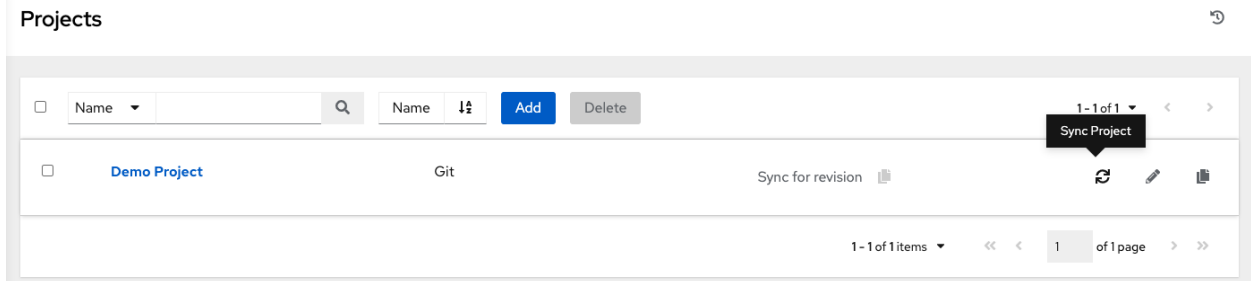 Projects
Name Name Add Delete 1 - 1 of 1
Sync Project
Demo Project Git Sync for revision
1 - 1 of 1 items 1 of 1 page